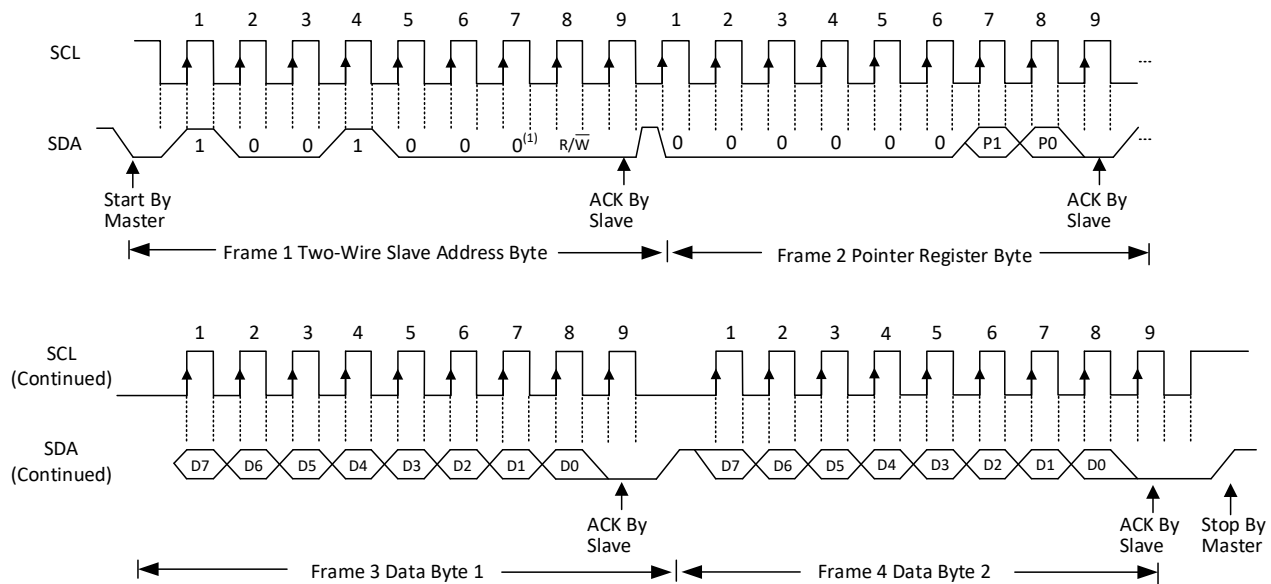 1 2 3 4 5 6 7 8 9 1 2 3 4 5 6 7 8 9
SCL ...
SDA 1 0 0 1 0 0 0(1) R/W̅ 0 0 0 0 0 0 P1 P0 ...
Start By
Master
ACK By
Slave
ACK By
Slave
Frame 1 Two-Wire Slave Address Byte
Frame 2 Pointer Register Byte
1 2 3 4 5 6 7 8 9 1 2 3 4 5 6 7 8 9
SCL
(Continued)
SDA
(Continued)
D7 D6 D5 D4 D3 D2 D1 D0 D7 D6 D5 D4 D3 D2 D1 D0
ACK By
Slave
ACK By
Slave
Stop By
Master
Frame 3 Data Byte 1
Frame 4 Data Byte 2